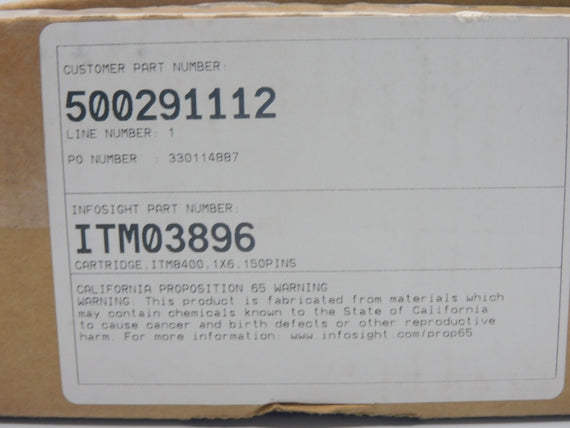 CUSTOMER PART NUMBER:
500291112
LINE NUMBER: 1
PO NUMBER : 330114887
INFOSIGHT PART NUMBER:
ITM03896
CARTRIDGE,ITM8400,1X6,150PINS
CALIFORNIA PROPOSITION 65 WARNING
WARNING: This product is fabricated from materials which
may contain chemicals known to the State of California
to cause cancer and birth defects or other reproductive
harm. For more information: www.infosight.com/prop65